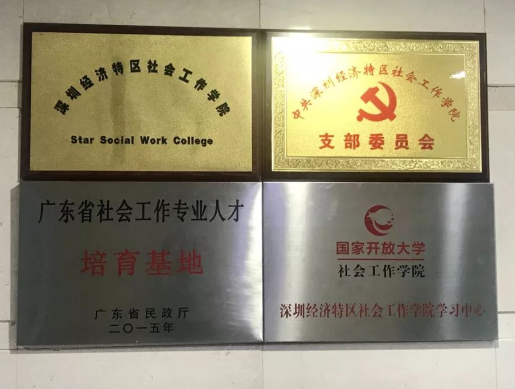 深圳经济特区社会工作学院
Star Social Work College
中共深圳经济特区社会工作学院
支部委员会
广东省社会工作专业人才
培育基地
广东省民政厅
二〇一五年
国家开放大学
社会工作学院
深圳经济特区社会工作学院学习中心